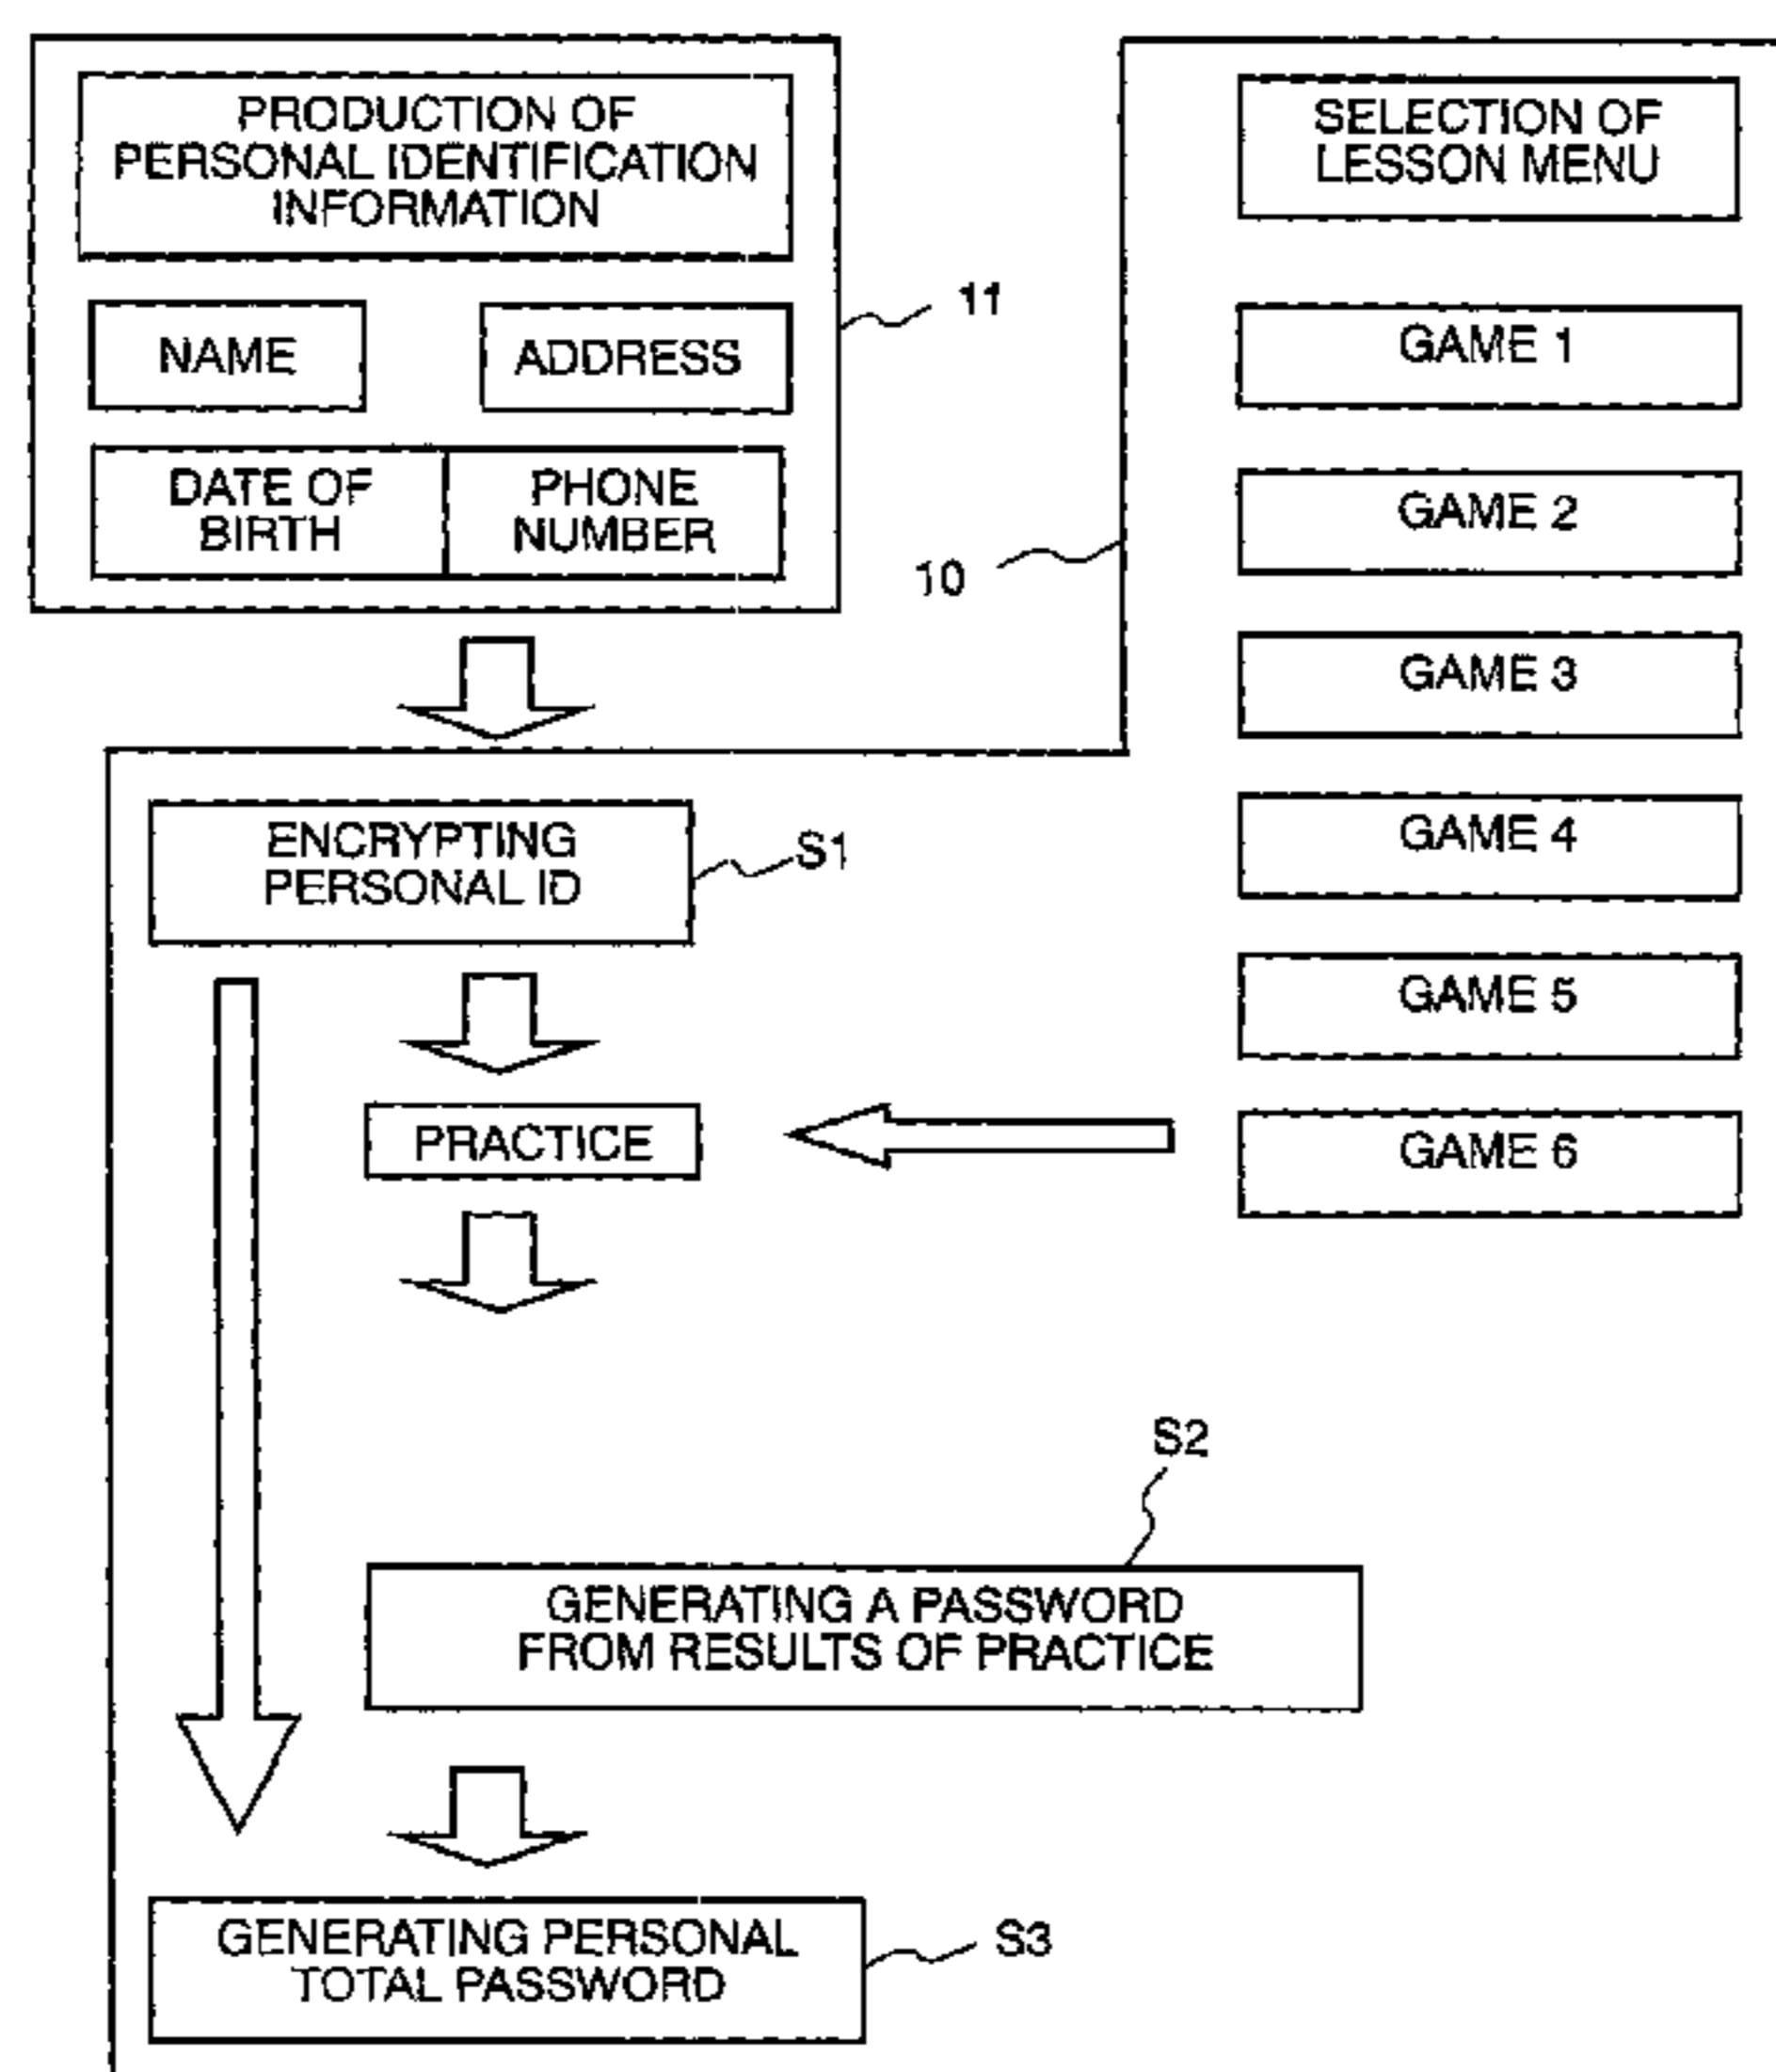 PRODUCTION OF
PERSONAL IDENTIFICATION
INFORMATION
NAME
ADDRESS
DATE OF
BIRTH
PHONE
NUMBER
11
SELECTION OF
LESSON MENU
GAME 1
GAME 2
GAME 3
GAME 4
GAME 5
GAME 6
10
ENCRYPTING
PERSONAL ID
S1
PRACTICE
S2
GENERATING A PASSWORD
FROM RESULTS OF PRACTICE
GENERATING PERSONAL
TOTAL PASSWORD
S3